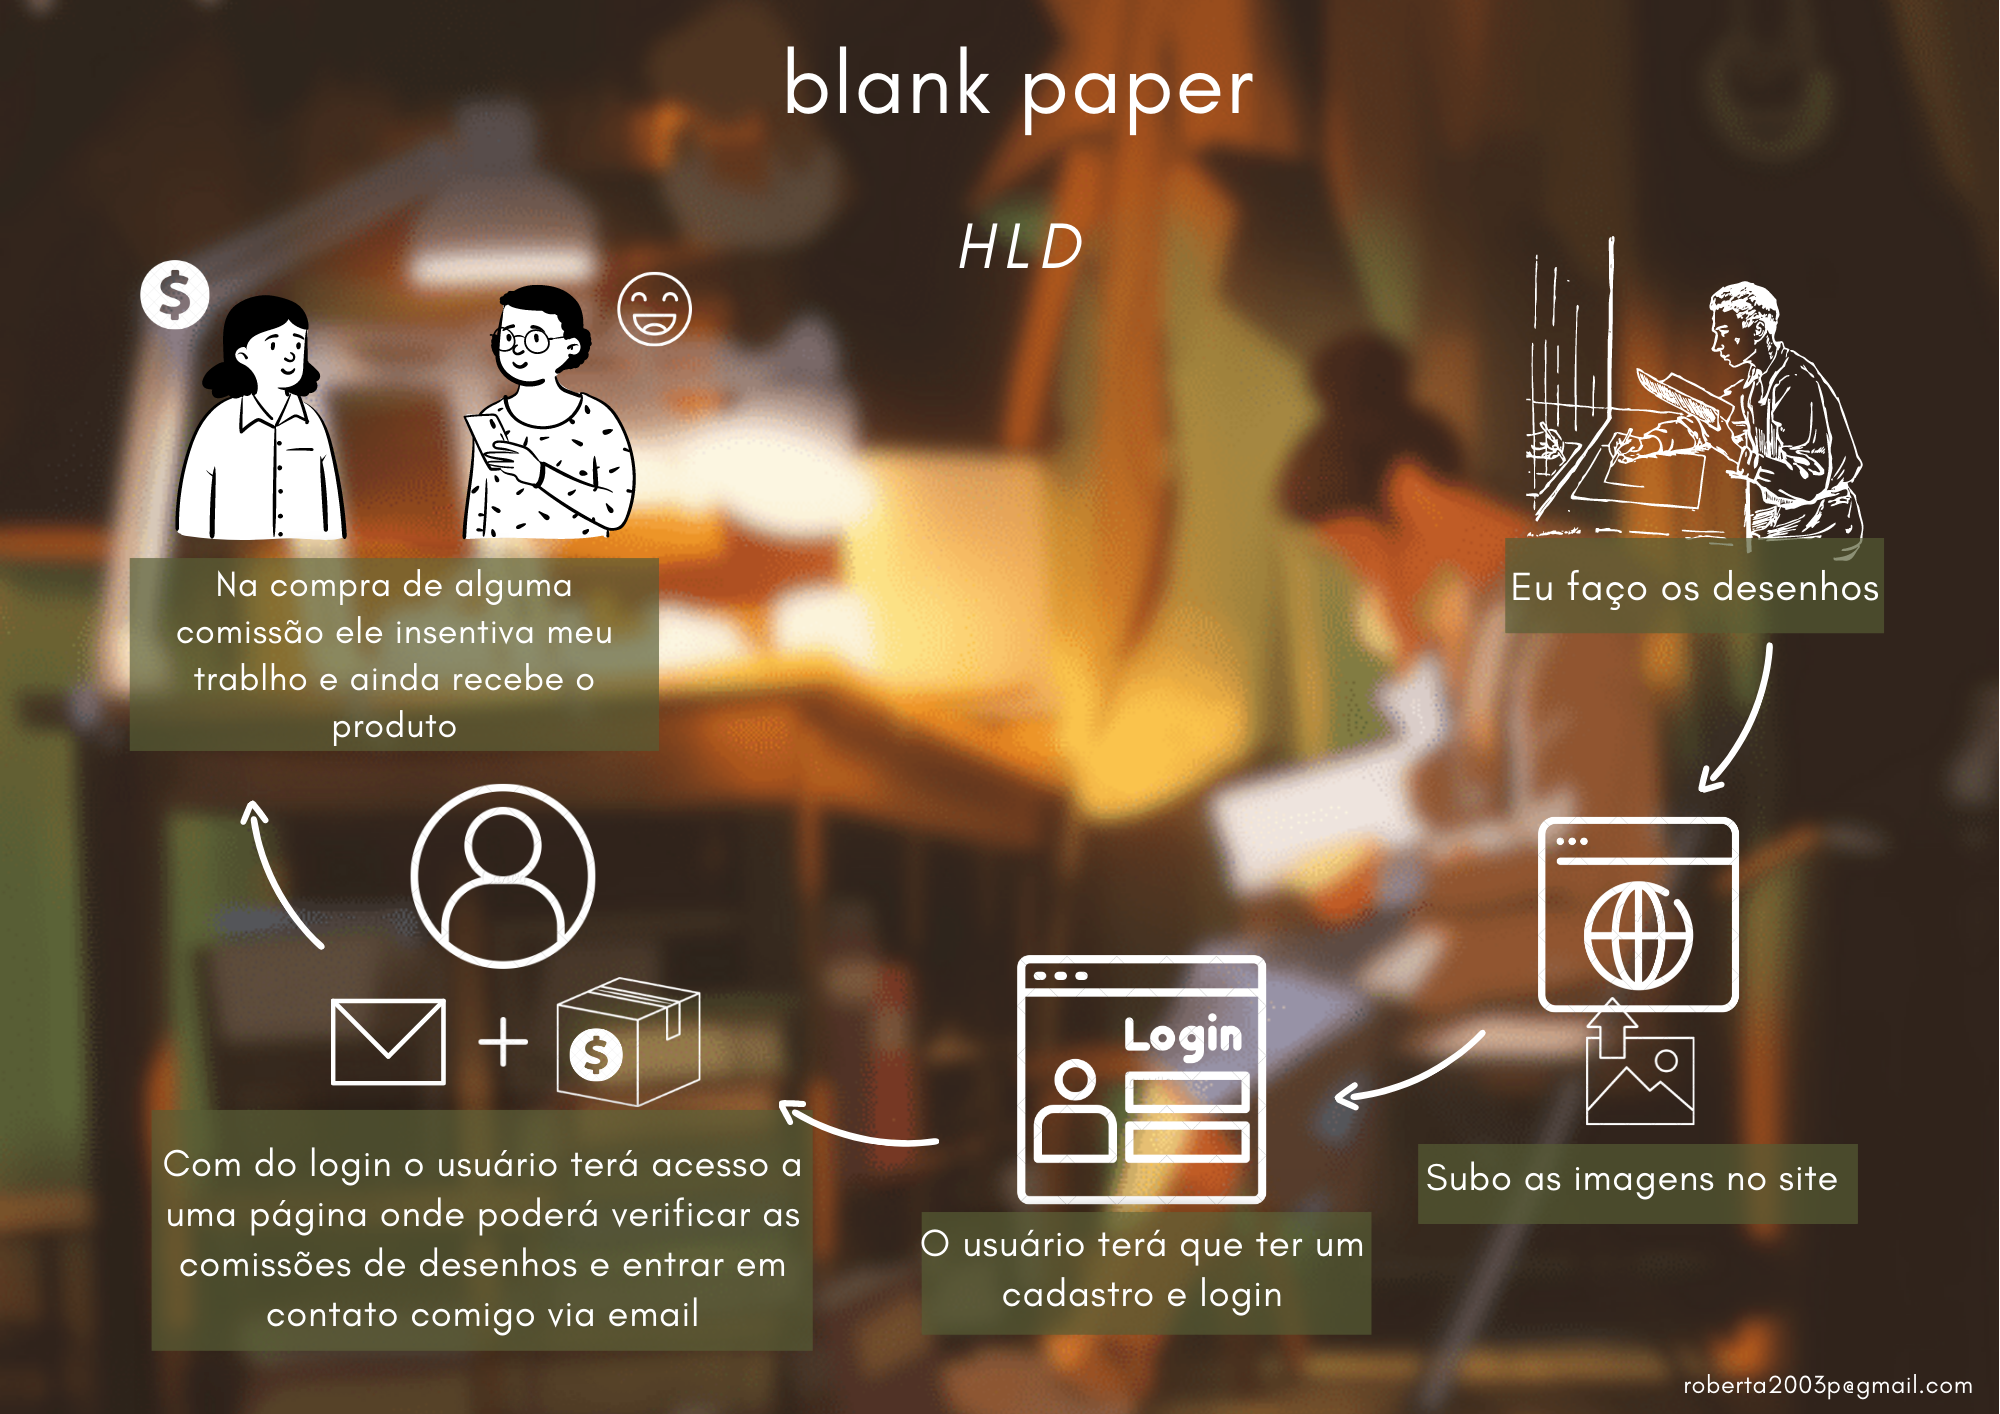 blank paper
HLD
$
Na compra de alguma
comissão ele insentiva meu
trablho e ainda recebe o
produto
Eu faço os desenhos
Subo as imagens no site
Login
O usuário terá que ter um
cadastro e login
$
Com do login o usuário terá acesso a
uma página onde poderá verificar as
comissões de desenhos e entrar em
contato comigo via email
roberta2003p@gmail.com